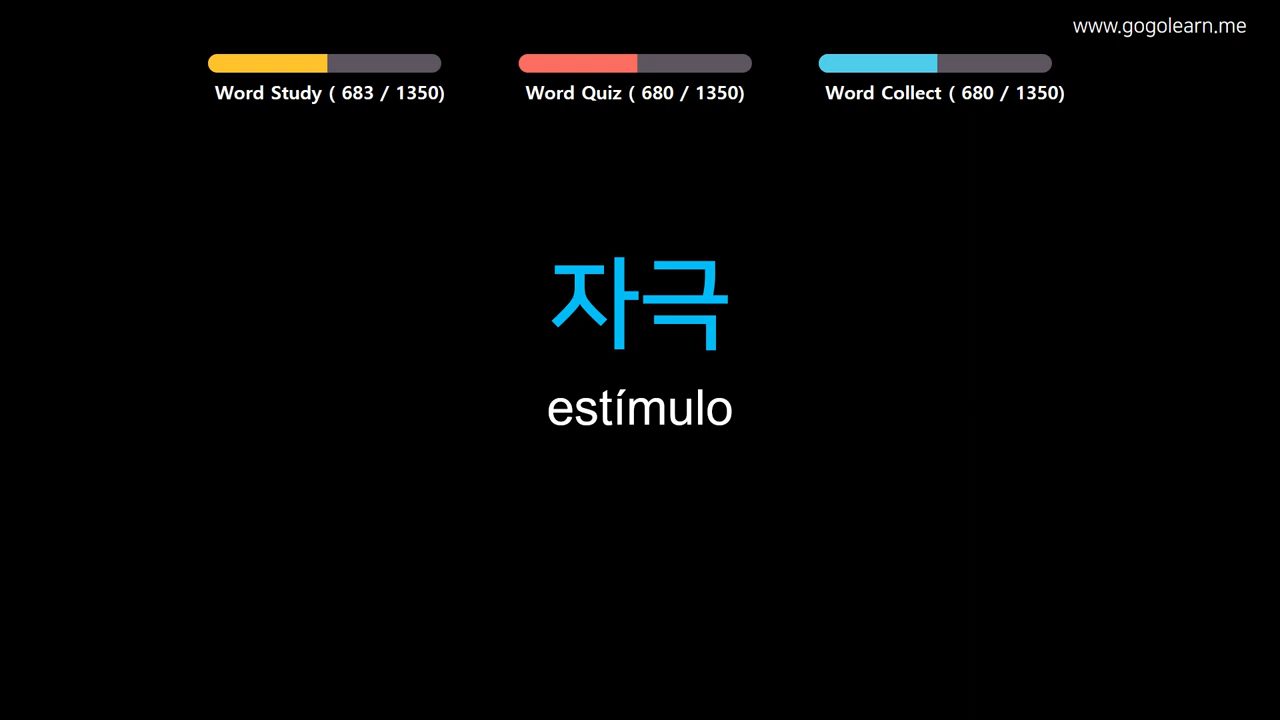 www.gogolearn.me
Word Study ( 683 / 1350)
Word Quiz ( 680 / 1350)
Word Collect ( 680 / 1350)
자극
estímulo